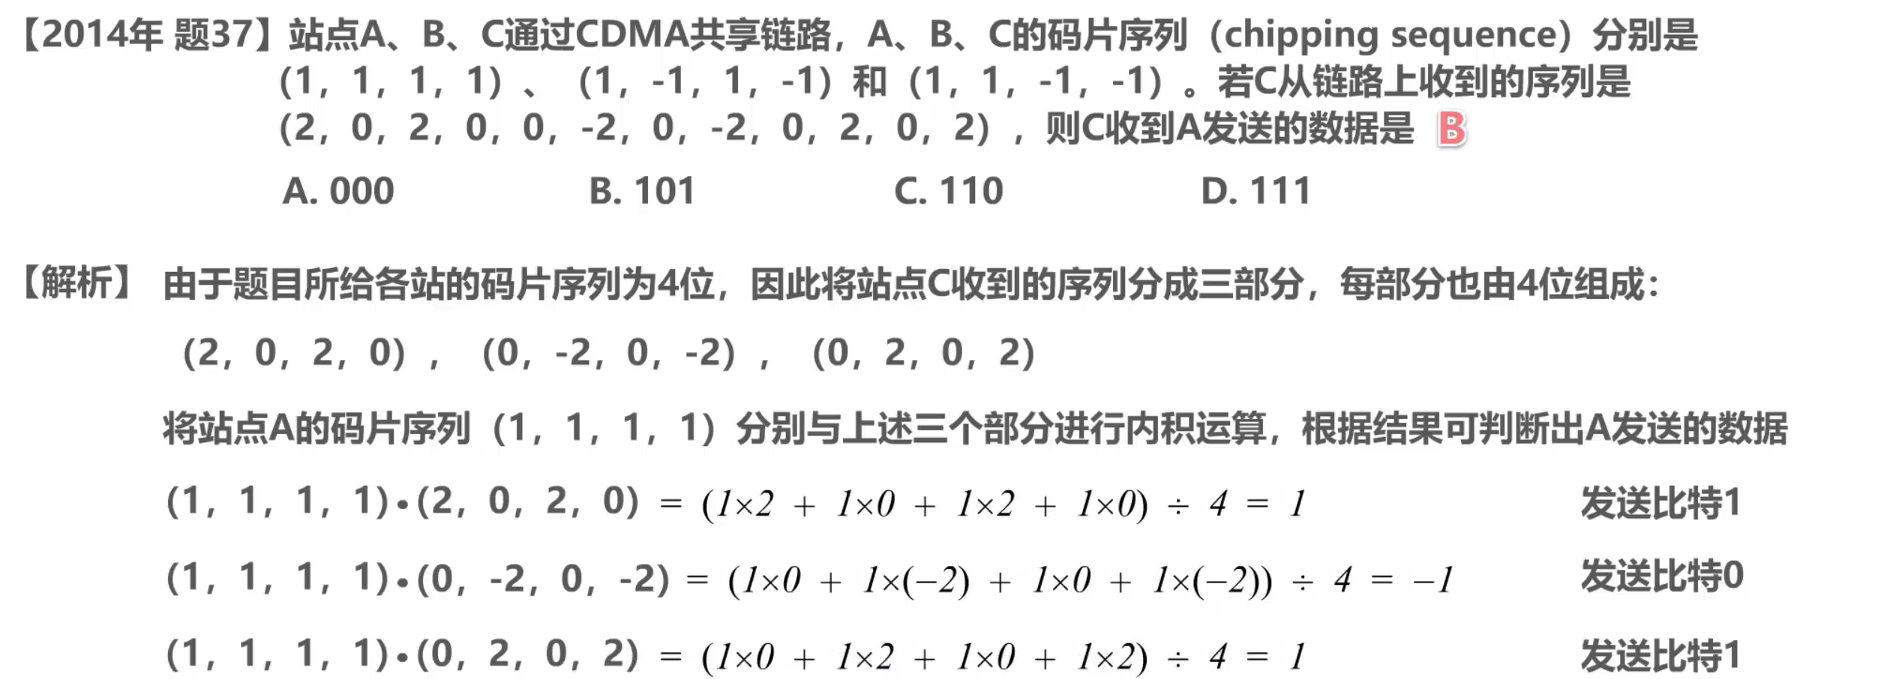 【2014年 题37】站点A、B、C通过CDMA共享链路，A、B、C的码片序列（chipping sequence）分别是
（1，1，1，1）、（1，-1，1，-1）和（1，1，-1，-1）。若C从链路上收到的序列是
（2，0，2，0，0，-2，0，-2，0，2，0，2），则C收到A发送的数据是 B
A. 000 B. 101 C. 110 D. 111
【解析】 由于题目所给各站的码片序列为4位，因此将站点C收到的序列分成三部分，每部分也由4位组成：
（2，0，2，0），（0，-2，0，-2），（0，2，0，2）
将站点A的码片序列（1，1，1，1）分别与上述三个部分进行内积运算，根据结果可判断出A发送的数据
(1，1，1，1)•(2，0，2，0) = (1×2 + 1×0 + 1×2 + 1×0) ÷ 4 = 1 发送比特1
(1，1，1，1)•(0，-2，0，-2) = (1×0 + 1×(−2) + 1×0 + 1×(−2)) ÷ 4 = −1 发送比特0
(1，1，1，1)•(0，2，0，2) = (1×0 + 1×2 + 1×0 + 1×2) ÷ 4 = 1 发送比特1